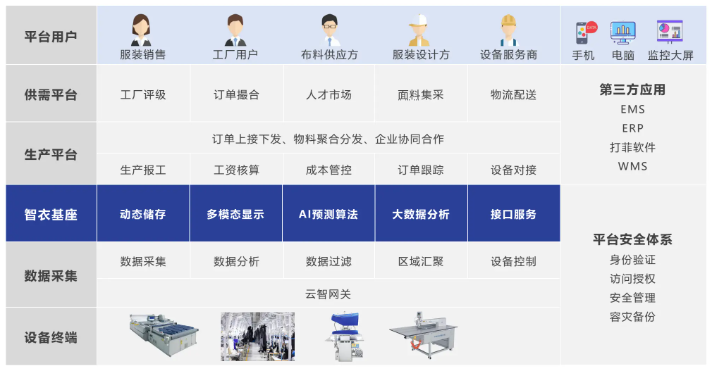 平台用户
服装销售
工厂用户
布料供应方
服装设计方
设备服务商
手机
电脑
监控大屏
供需平台
工厂评级
订单撮合
人才市场
面料集采
物流配送
第三方应用
EMS
ERP
打菲软件
WMS
生产平台
订单上接下发、物料聚合分发、企业协同合作
生产报工
工资核算
成本管控
订单跟踪
设备对接
智衣基座
动态储存
多模态显示
AI预测算法
大数据分析
接口服务
平台安全体系
身份验证
访问授权
安全管理
容灾备份
数据采集
数据采集
数据分析
数据过滤
区域汇聚
设备控制
云智网关
设备终端